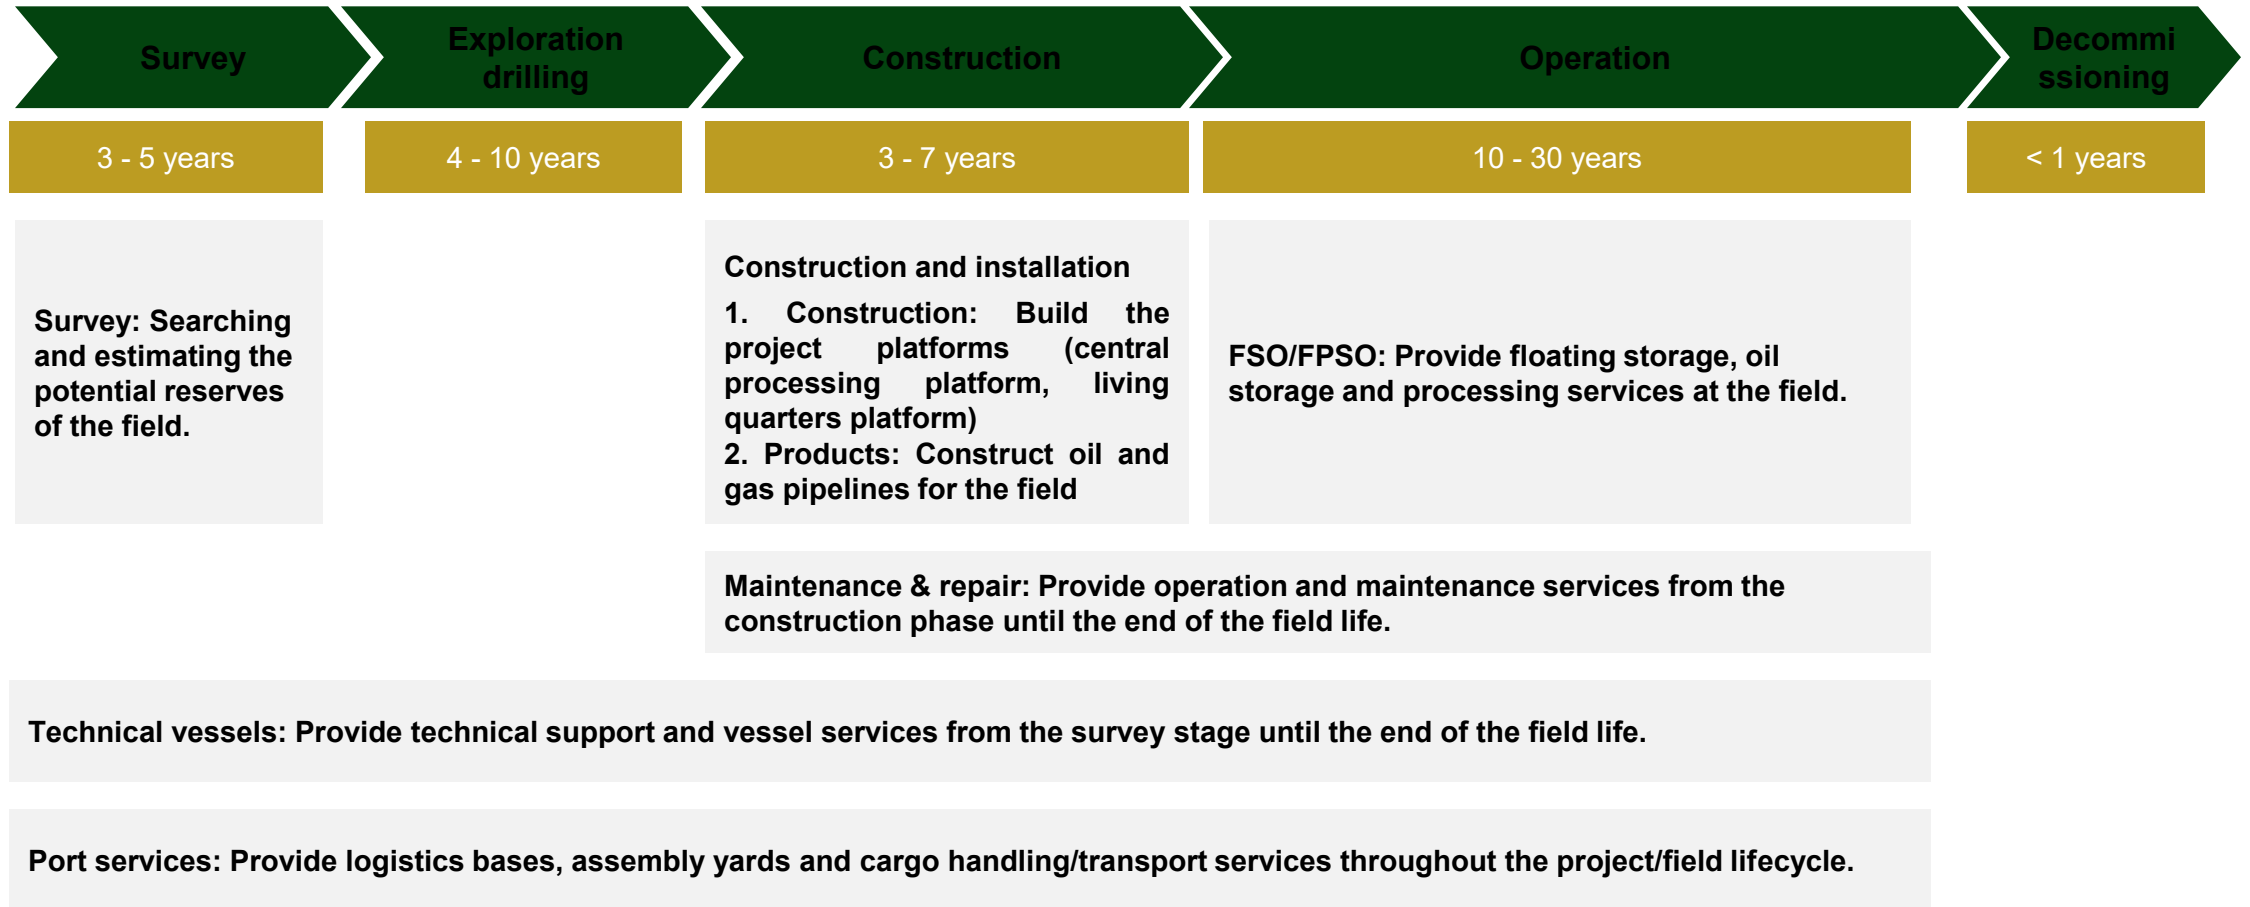 Survey
Exploration
drilling
Construction
Operation
Decommi
ssioning
3 - 5 years
4 - 10 years
3 - 7 years
10 - 30 years
< 1 years
Survey: Searching
and estimating the
potential reserves
of the field.
Construction and installation
1. Construction: Build the
project platforms (central
processing platform, living
quarters platform)
2. Products: Construct oil and
gas pipelines for the field
FSO/FPSO: Provide floating storage, oil
storage and processing services at the field.
Maintenance & repair: Provide operation and maintenance services from the
construction phase until the end of the field life.
Technical vessels: Provide technical support and vessel services from the survey stage until the end of the field life.
Port services: Provide logistics bases, assembly yards and cargo handling/transport services throughout the project/field lifecycle.